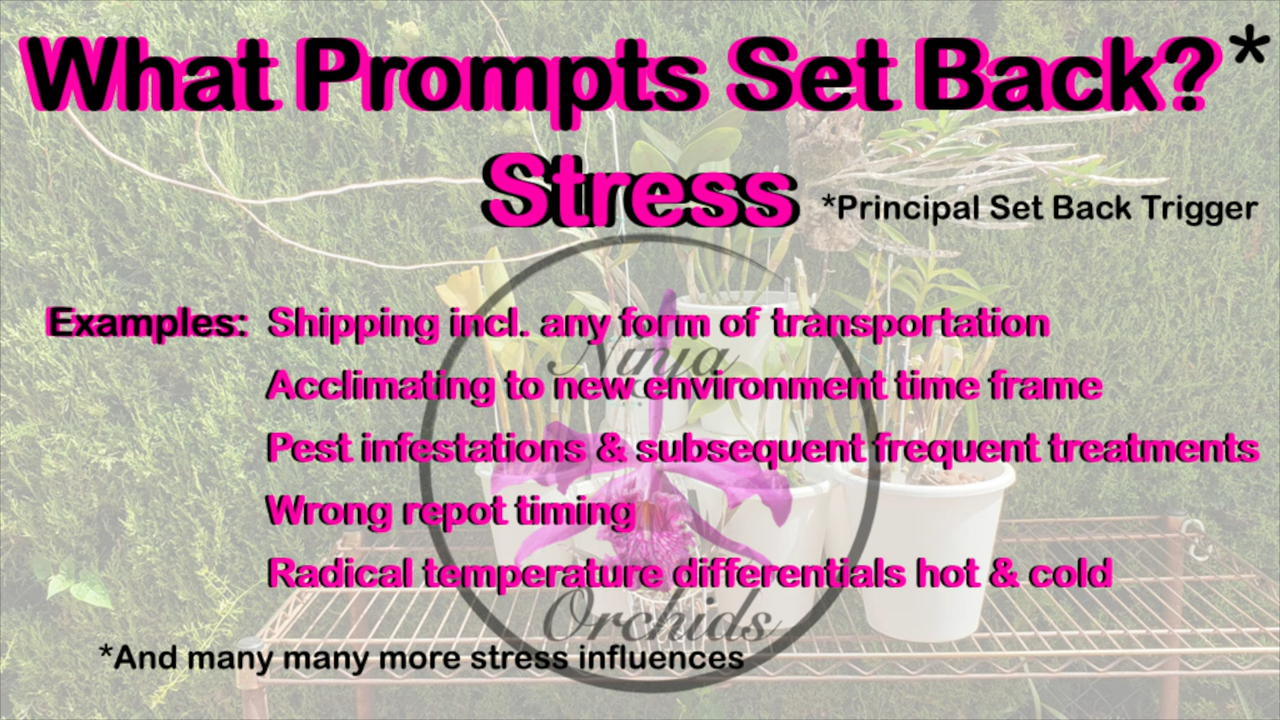 What Prompts Set Back?*
Stress
*Principal Set Back Trigger
Examples: Shipping incl. any form of transportation
Ninja
Acclimating to new environment time frame
Pest infestations & subsequent frequent treatments
Wrong repot timing
Radical temperature differentials hot & cold
Orchids
*And many many more stress influences